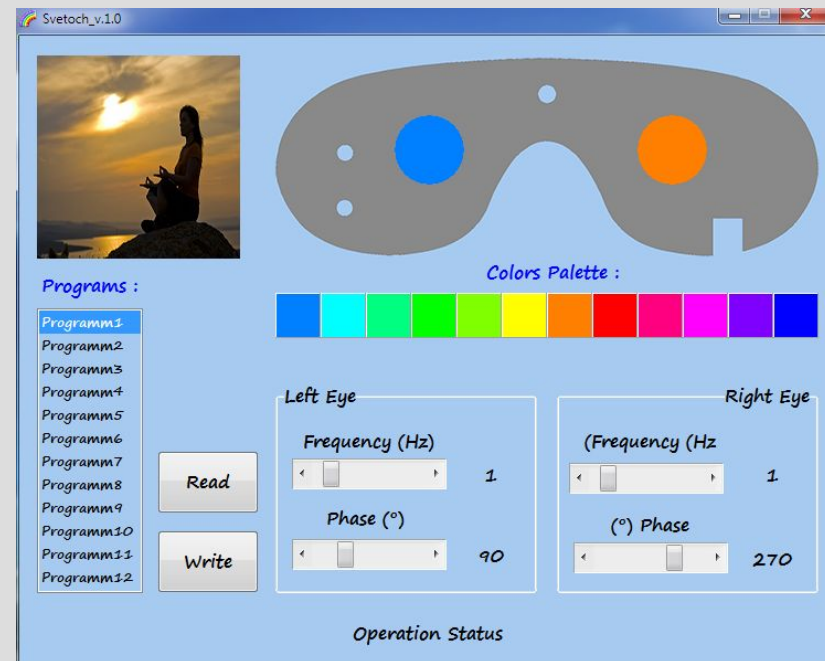 Svetoch_v.1.0
Colors Palette :
Programs :
Programm1
Programm2
Programm3
Programm4
Programm5
Programm6
Programm7
Programm8
Programm9
Programm10
Programm11
Programm12
Read
Write
Left Eye
Frequency (Hz)
1
Phase (°)
90
Right Eye
(Frequency (Hz
1
(°) Phase
270
Operation Status